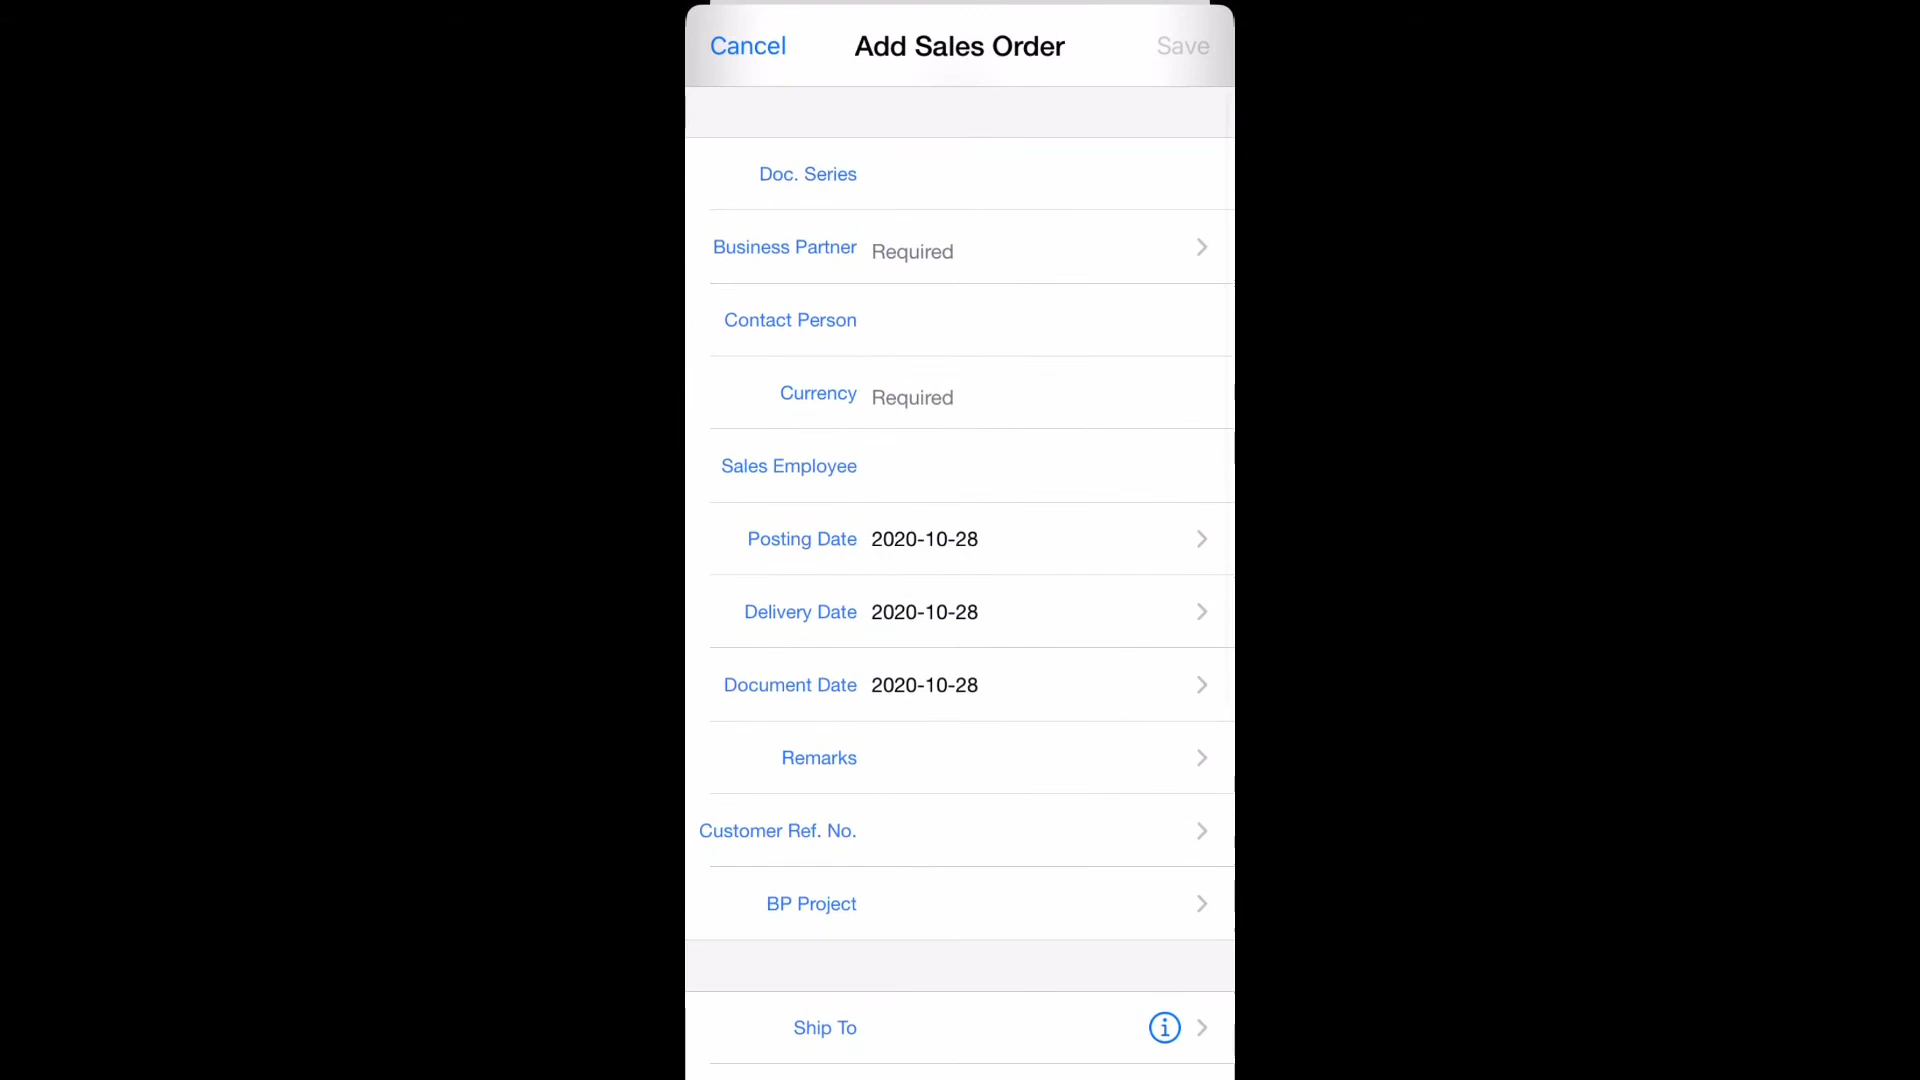 Cancel Add Sales Order Save
Doc. Series
Business Partner Required
Contact Person
Currency Required
Sales Employee
Posting Date 2020-10-28
Delivery Date 2020-10-28
Document Date 2020-10-28
Remarks
Customer Ref. No.
BP Project
Ship To